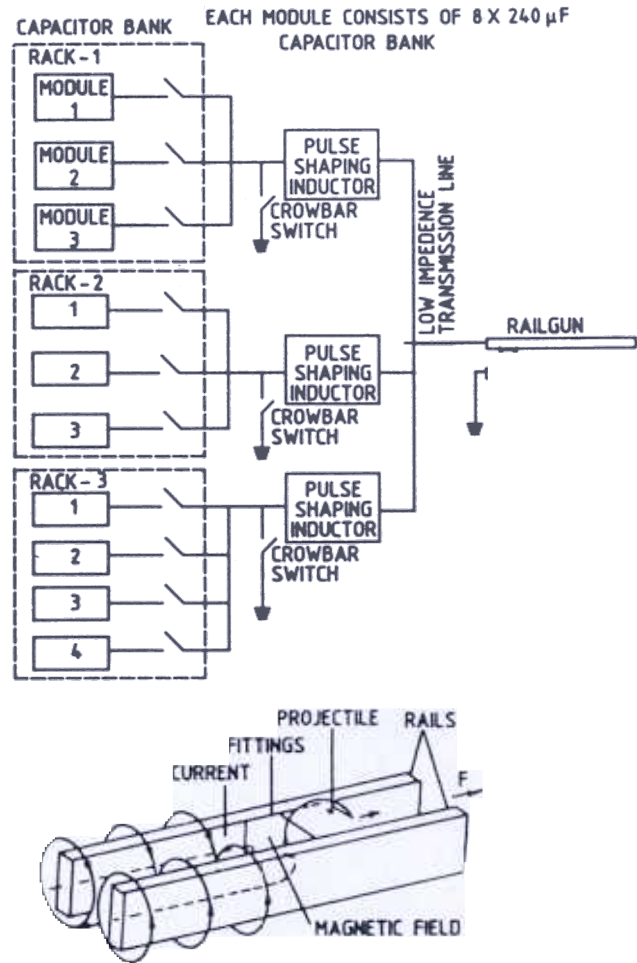 CAPACITOR BANK
EACH MODULE CONSISTS OF 8 X 240 µF
CAPACITOR BANK
RACK-1
MODULE
1
MODULE
2
MODULE
3
PULSE
SHAPING
INDUCTOR
CROWBAR
SWITCH
RACK-2
1
2
3
PULSE
SHAPING
INDUCTOR
CROWBAR
SWITCH
RACK-3
1
2
3
4
PULSE
SHAPING
INDUCTOR
CROWBAR
SWITCH
LOW IMPEDENCE
TRANSMISSION LINE
RAILGUN
PROJECTILE
RAILS
FITTINGS
CURRENT
F
MAGNETIC FIELD